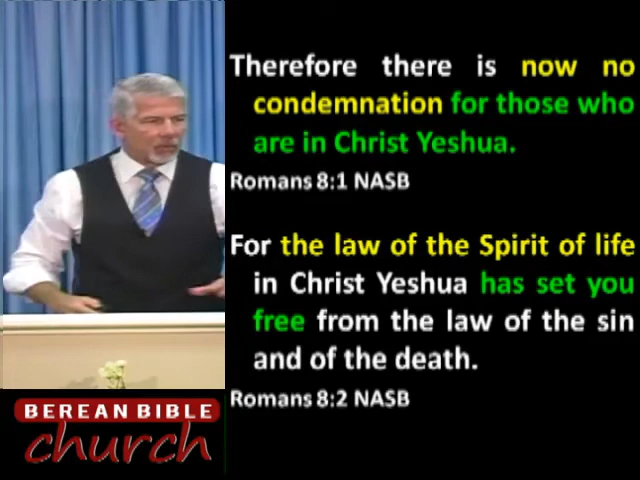 Therefore there is now no
condemnation for those who
are in Christ Yeshua.
Romans 8:1 NASB
For the law of the Spirit of life
in Christ Yeshua has set you
free from the law of the sin
and of the death.
Romans 8:2 NASB
BEREAN BIBLE
church